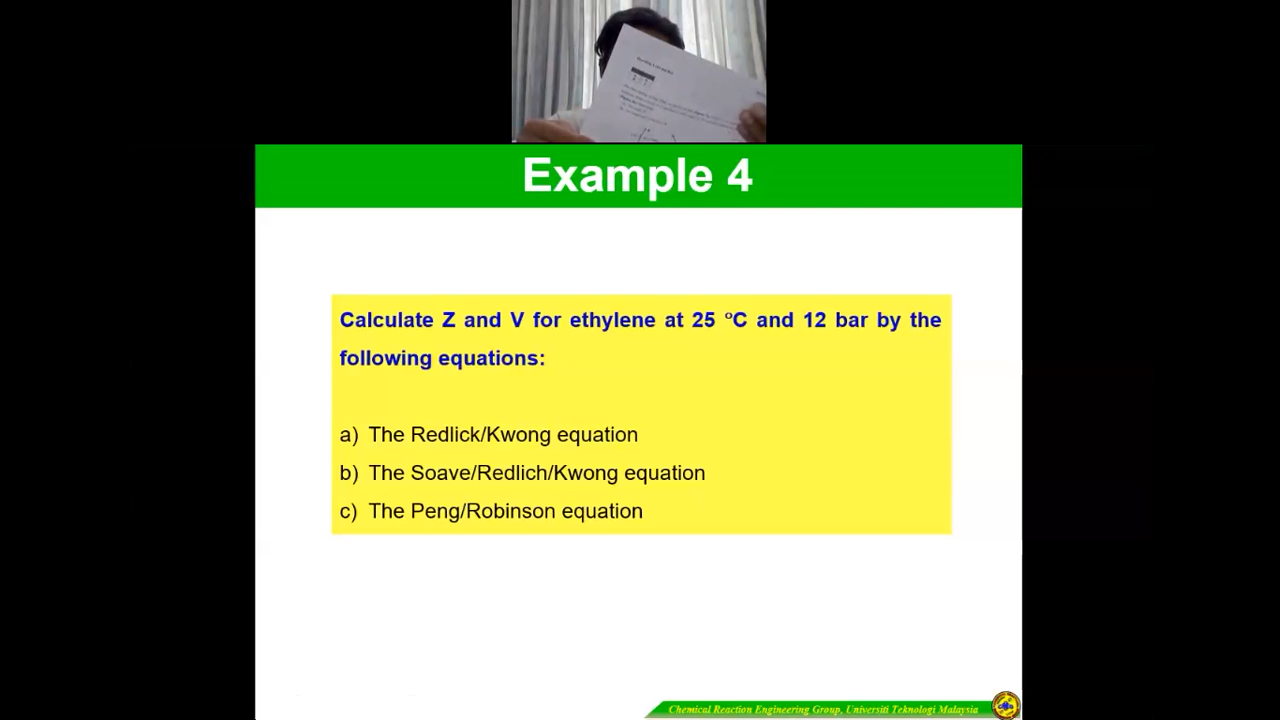 Example 4
Calculate Z and V for ethylene at 25 °C and 12 bar by the
following equations:
a) The Redlick/Kwong equation
b) The Soave/Redlich/Kwong equation
c) The Peng/Robinson equation
Chemical Reaction Engineering Group, Universiti Teknologi Malaysia